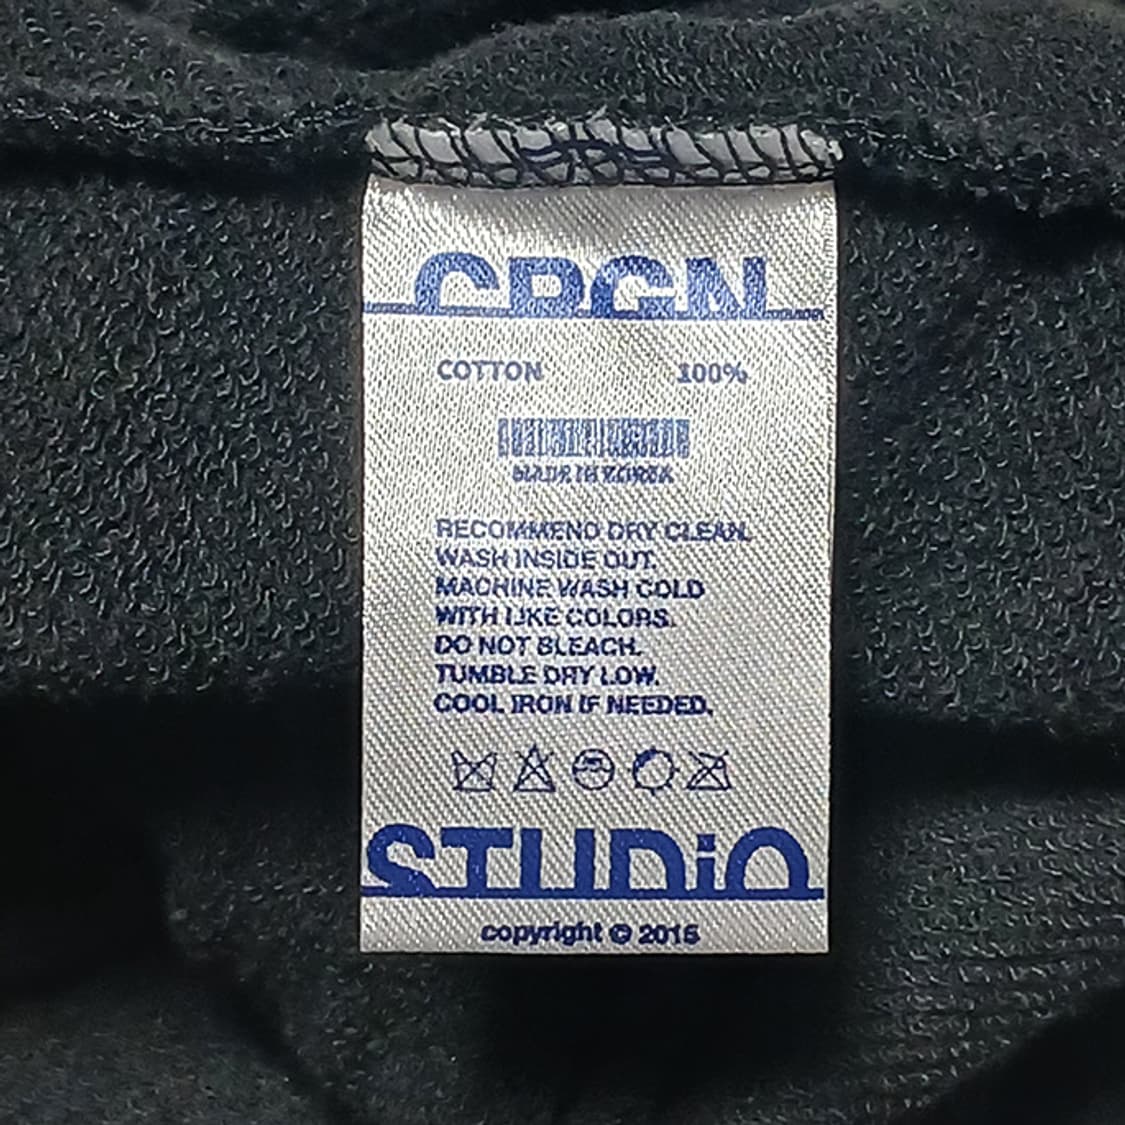 CRGN
COTTON 100%
MADE IN KOREA
RECOMMEND DRY CLEAN.
WASH INSIDE OUT.
MACHINE WASH COLD
WITH LIKE COLORS.
DO NOT BLEACH.
TUMBLE DRY LOW.
COOL IRON IF NEEDED.
STUDiO
copyright © 2015